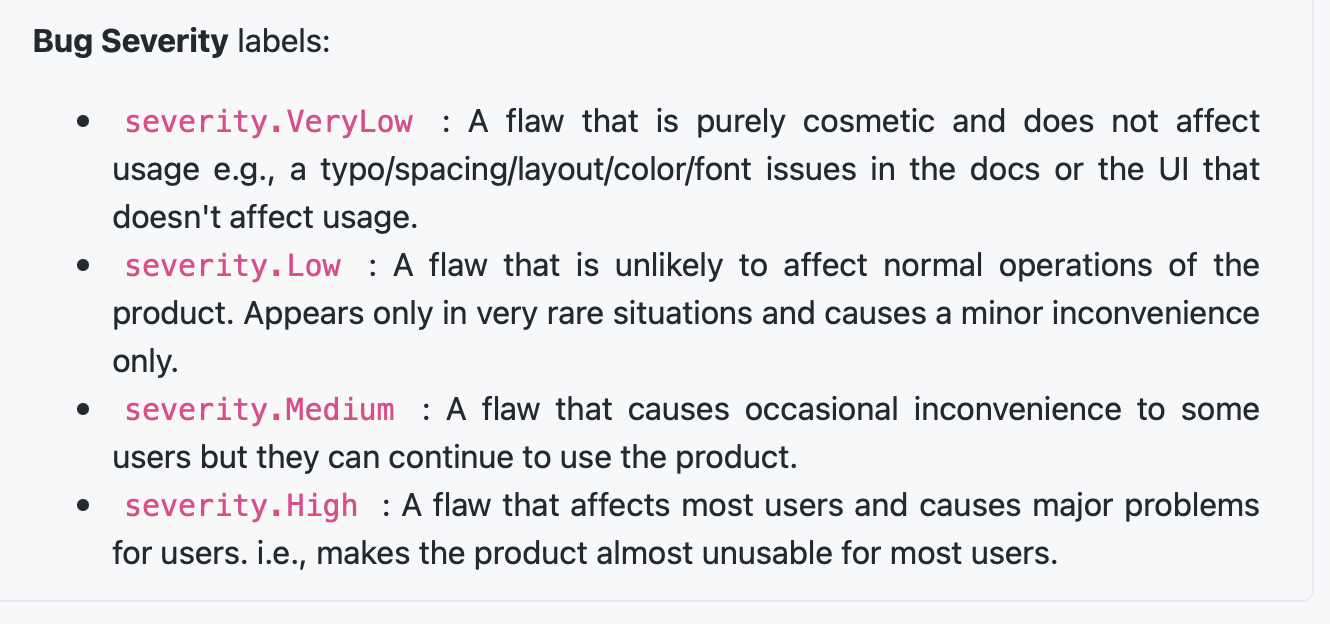 Bug Severity labels:
• severity.VeryLow : A flaw that is purely cosmetic and does not affect
usage e.g., a typo/spacing/layout/color/font issues in the docs or the UI that
doesn't affect usage.
• severity.Low : A flaw that is unlikely to affect normal operations of the
product. Appears only in very rare situations and causes a minor inconvenience
only.
• severity.Medium : A flaw that causes occasional inconvenience to some
users but they can continue to use the product.
• severity.High : A flaw that affects most users and causes major problems
for users. i.e., makes the product almost unusable for most users.